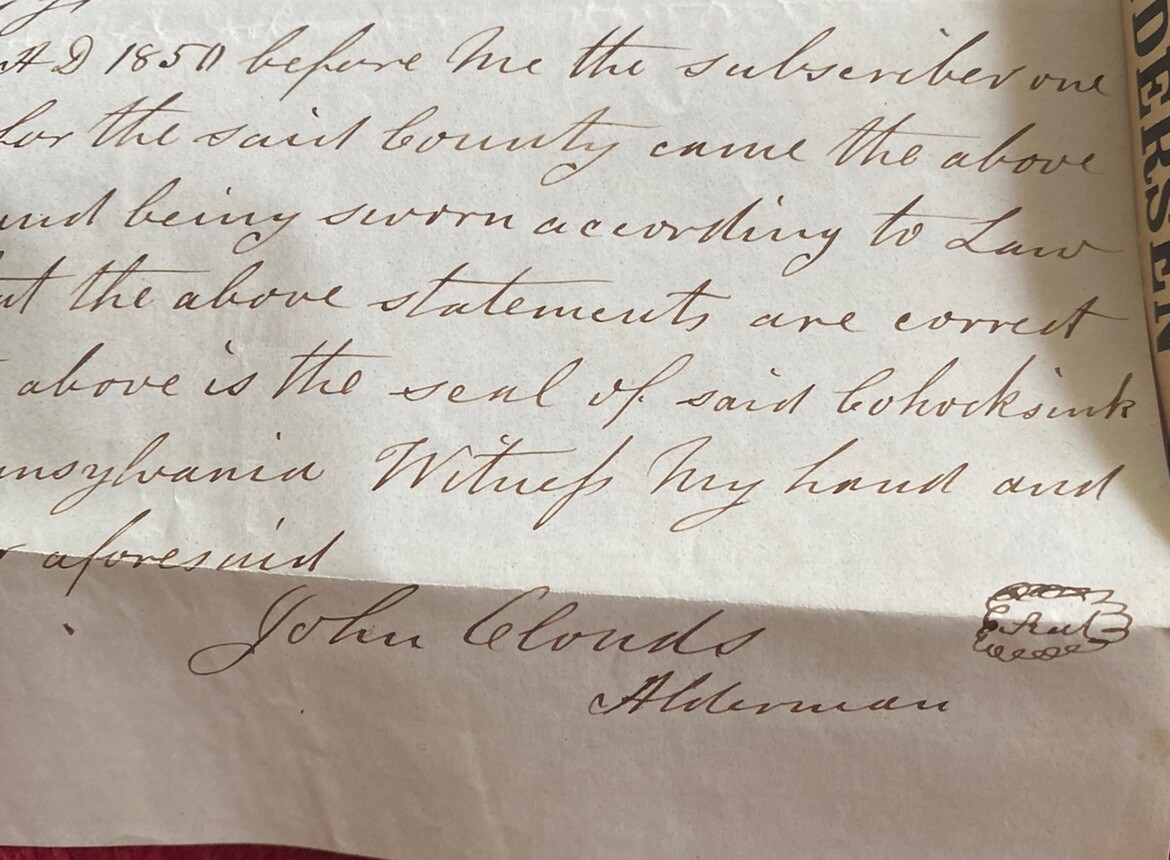 A D 1850 before Me the subscriber one
for the said County came the above
and being sworn according to Law
the above statements are correct
above is the seal of said Cohocksink
nnsylvania Witneſs My hand and
aforesaid
John Clouds
Seal
Alderman
DERSEN